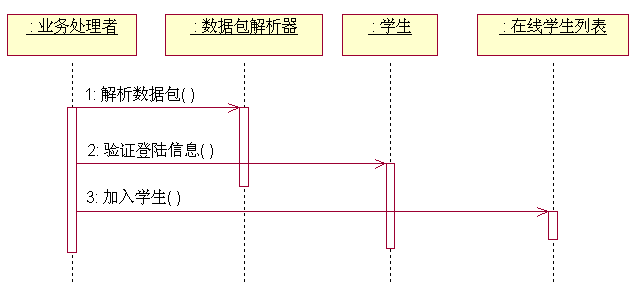 : 业务处理者
: 数据包解析器
: 学生
: 在线学生列表
1: 解析数据包( )
2: 验证登陆信息( )
3: 加入学生( )